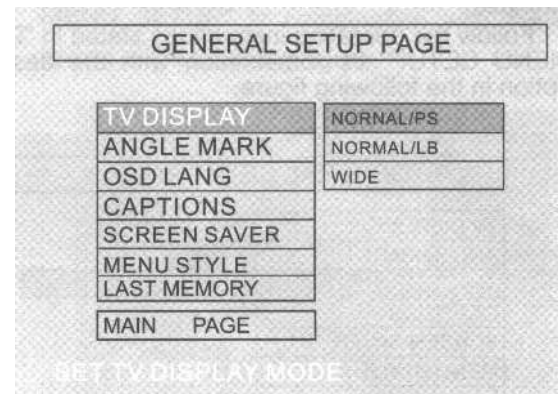 GENERAL SETUP PAGE
TV DISPLAY NORNAL/PS
ANGLE MARK NORMAL/LB
OSD LANG WIDE
CAPTIONS
SCREEN SAVER
MENU STYLE
LAST MEMORY
MAIN PAGE
SET TV DISPLAY MODE